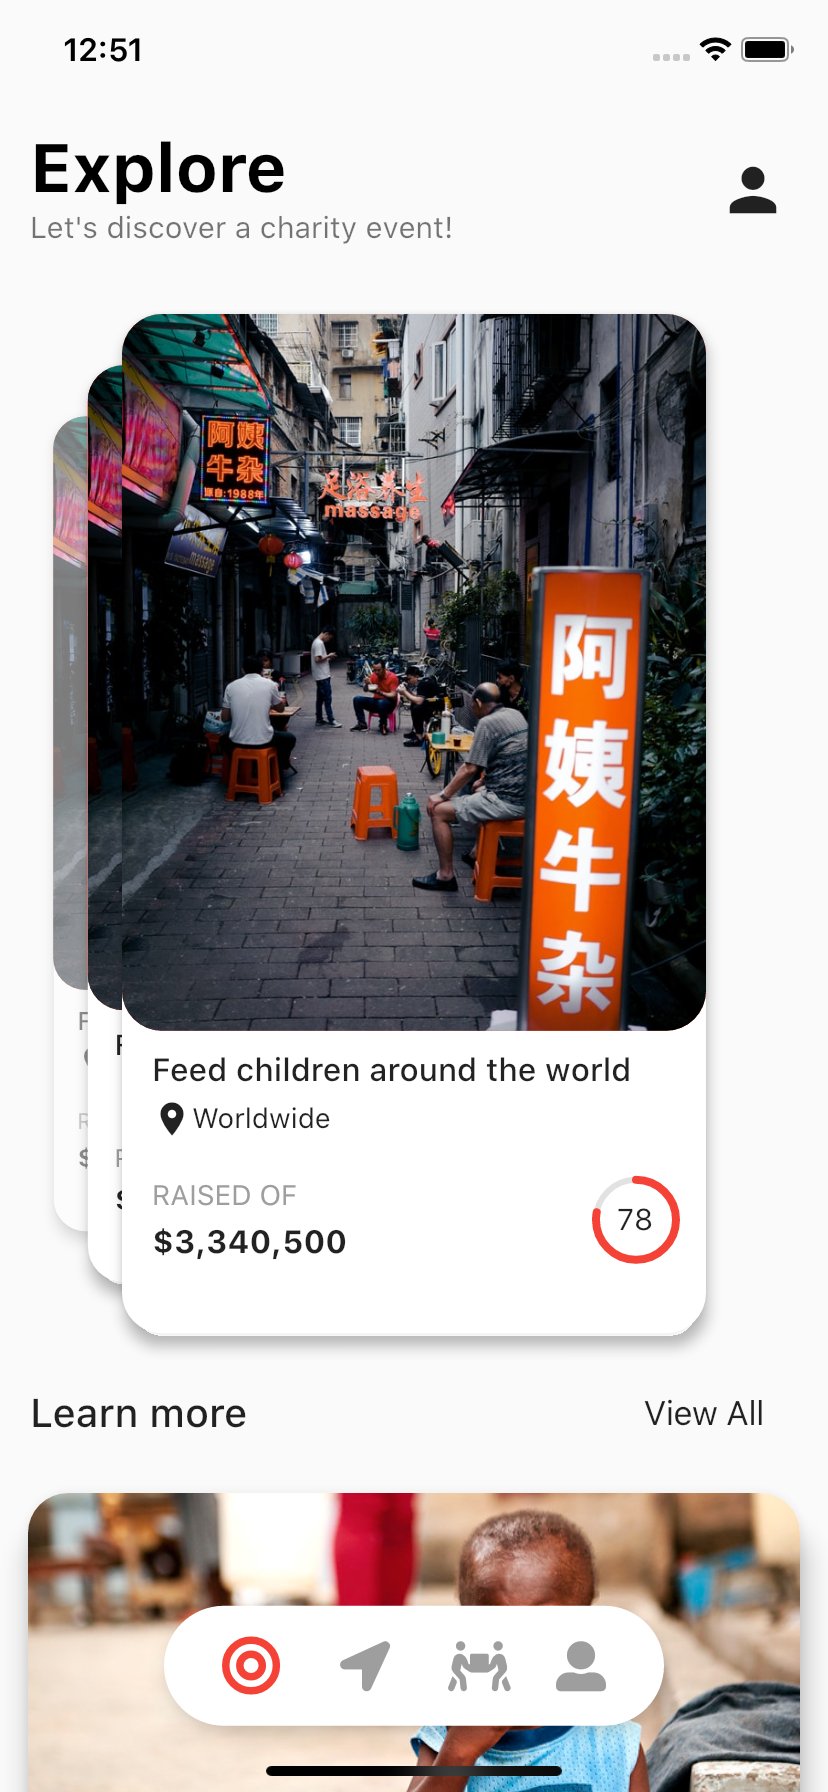 12:51
Explore
Let's discover a charity event!
阿姨
牛杂
源自:1988年
足浴养生
massage
massage
阿
姨
牛
杂
Feed children around the world
Worldwide
RAISED OF
$3,340,500
78
F
F
R
$
R
$
Learn more
View All